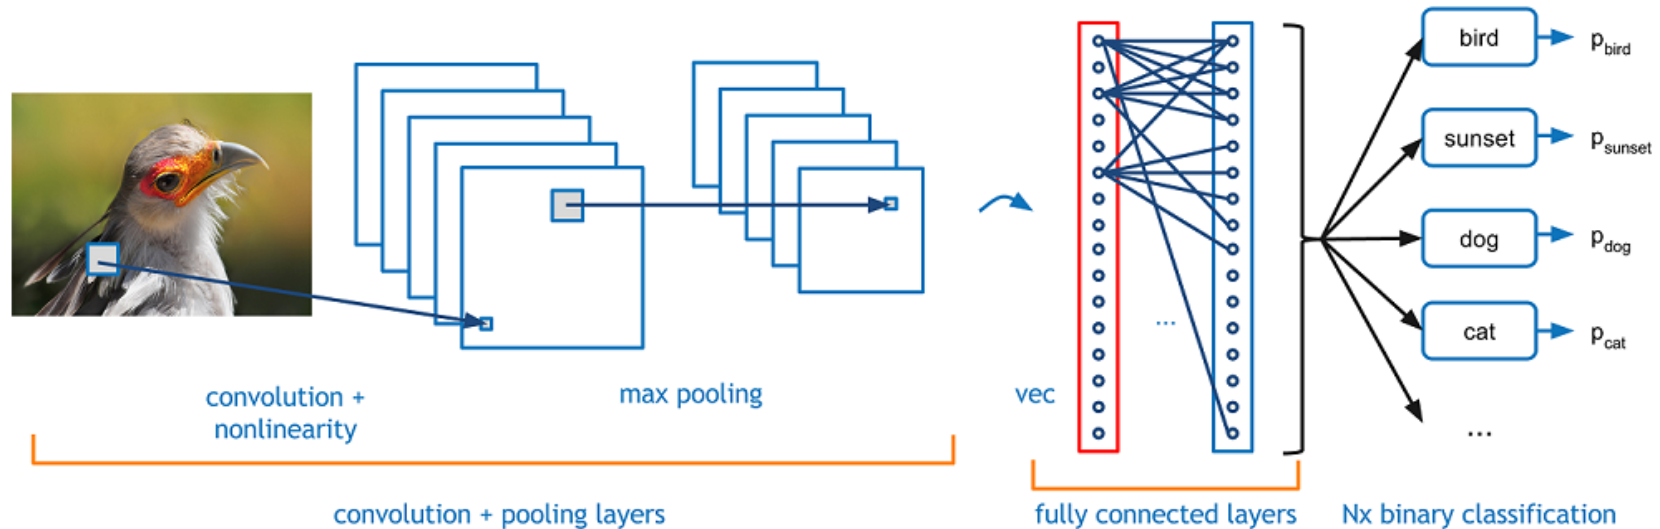 bird
p_bird
sunset
p_sunset
dog
p_dog
cat
p_cat
...
...
convolution +
nonlinearity
max pooling
vec
convolution + pooling layers
fully connected layers
Nx binary classification